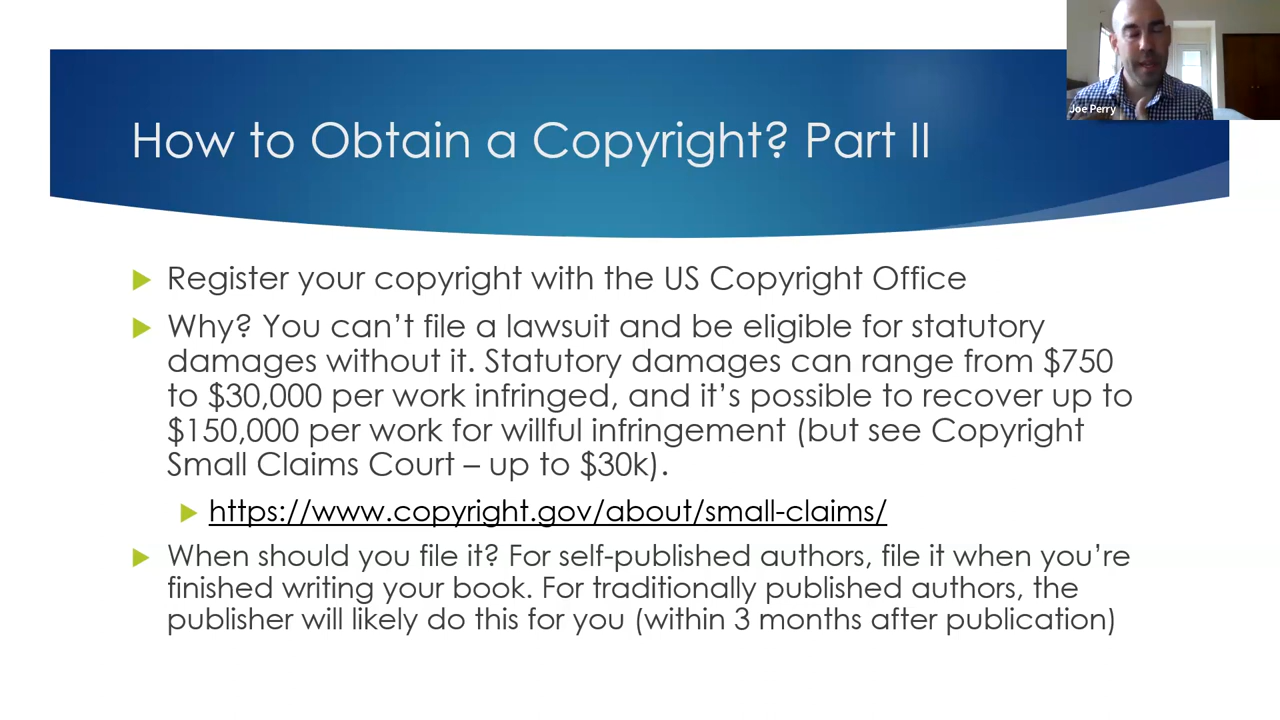 How to Obtain a Copyright? Part II
Joe Perry
Register your copyright with the US Copyright Office
Why? You can't file a lawsuit and be eligible for statutory
damages without it. Statutory damages can range from $750
to $30,000 per work infringed, and it's possible to recover up to
$150,000 per work for willful infringement (but see Copyright
Small Claims Court – up to $30k).
https://www.copyright.gov/about/small-claims/
When should you file it? For self-published authors, file it when you're
finished writing your book. For traditionally published authors, the
publisher will likely do this for you (within 3 months after publication)